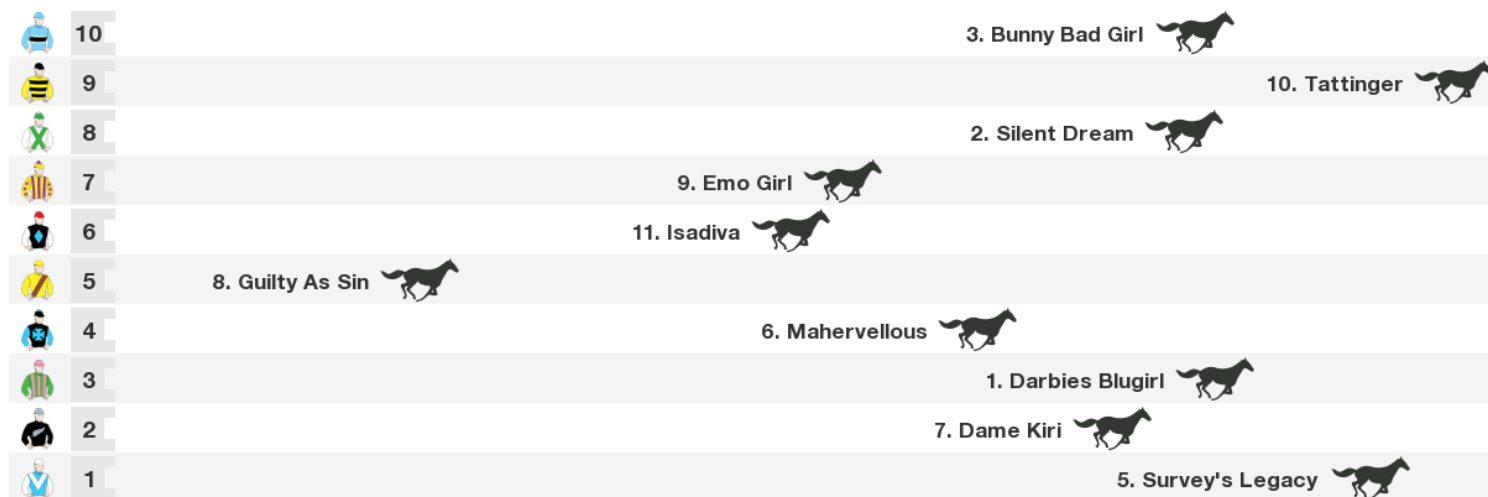 10 3. Bunny Bad Girl
9 10. Tattinger
8 2. Silent Dream
7 9. Emo Girl
6 11. Isadiva
5 8. Guilty As Sin
4 6. Mahervellous
3 1. Darbies Blugirl
2 7. Dame Kiri
1 5. Survey's Legacy